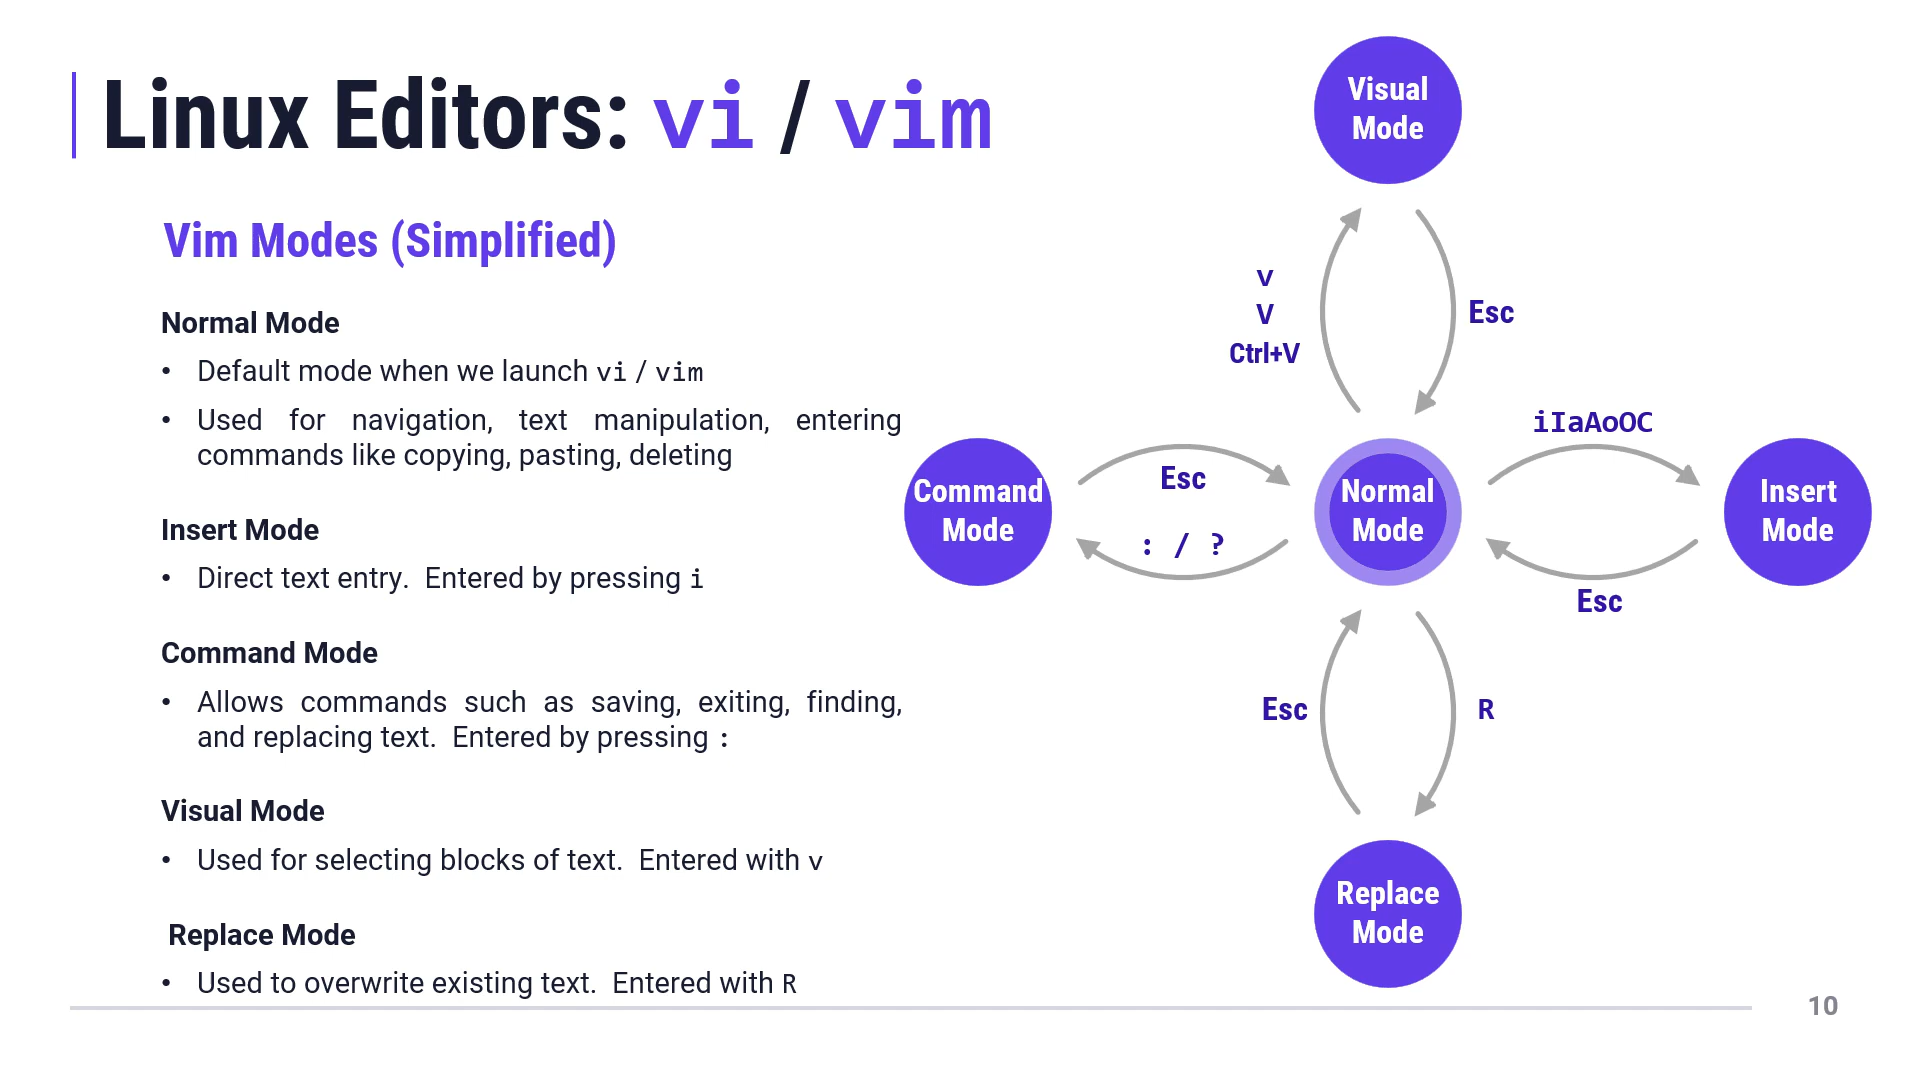 Linux Editors: vi / vim
Vim Modes (Simplified)
Normal Mode
• Default mode when we launch vi / vim
• Used for navigation, text manipulation, entering
commands like copying, pasting, deleting
Insert Mode
• Direct text entry. Entered by pressing i
Command Mode
• Allows commands such as saving, exiting, finding,
and replacing text. Entered by pressing :
Visual Mode
• Used for selecting blocks of text. Entered with v
Replace Mode
• Used to overwrite existing text. Entered with R
Visual
Mode
v
V
Ctrl+V
Esc
Command
Mode
Esc
: / ?
Normal
Mode
iIaAoOC
Esc
Insert
Mode
Esc
R
Replace
Mode
10